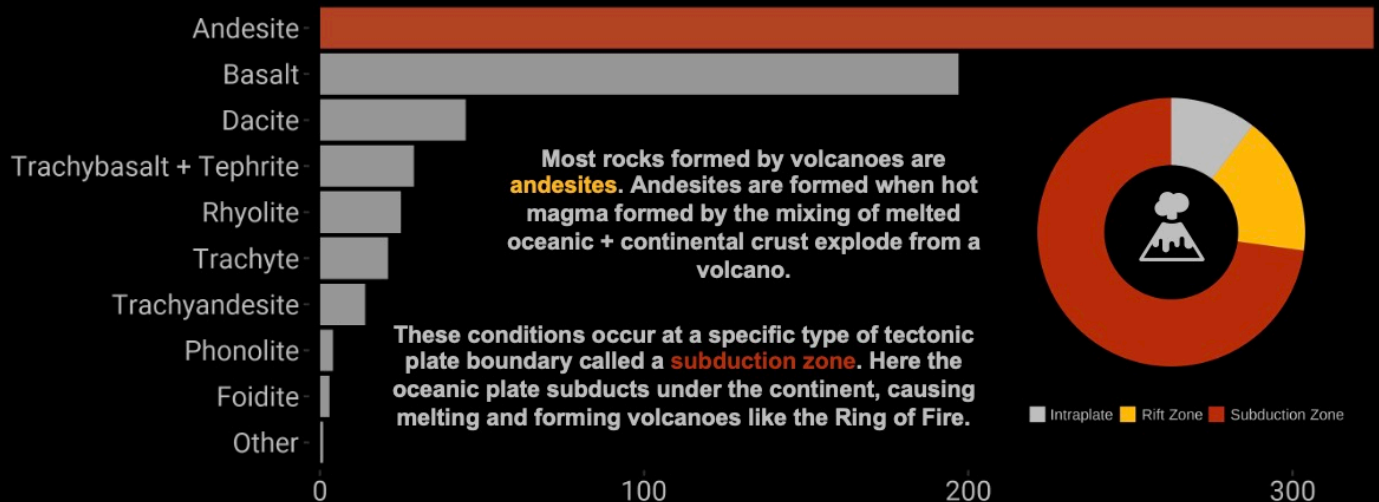 Andesite
Basalt
Dacite
Trachybasalt + Tephrite
Rhyolite
Trachyte
Trachyandesite
Phonolite
Foidite
Other
0
100
200
300
Most rocks formed by volcanoes are
andesites. Andesites are formed when hot
magma formed by the mixing of melted
oceanic + continental crust explode from a
volcano.
These conditions occur at a specific type of tectonic
plate boundary called a subduction zone. Here the
oceanic plate subducts under the continent, causing
melting and forming volcanoes like the Ring of Fire.
Intraplate Rift Zone Subduction Zone